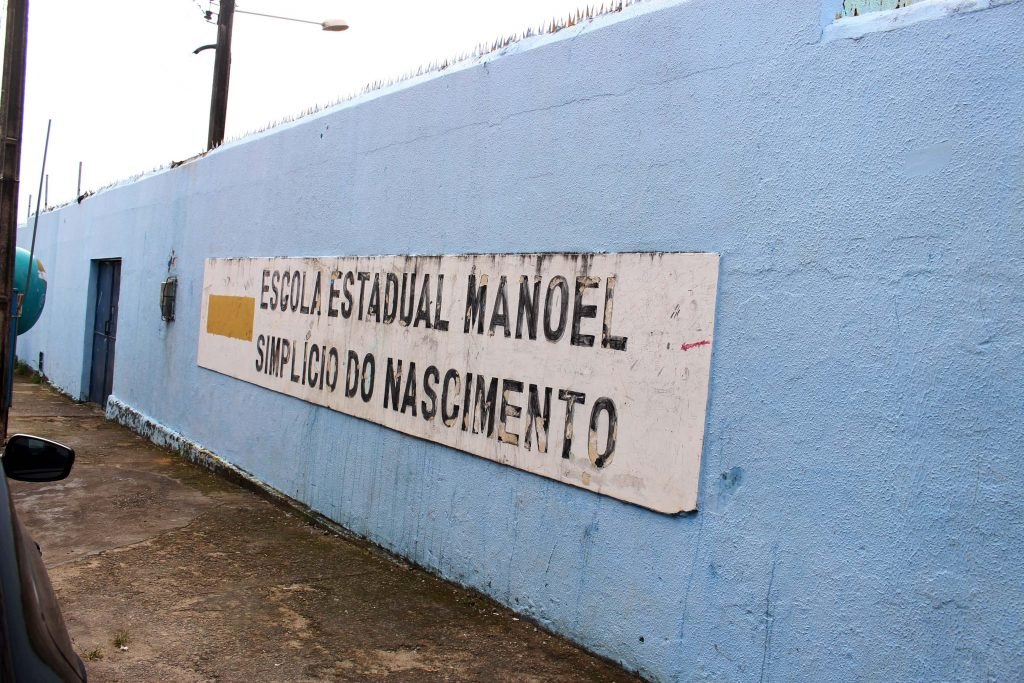 ESCOLA ESTADUAL MANOEL
SIMPLÍCIO DO NASCIMENTO